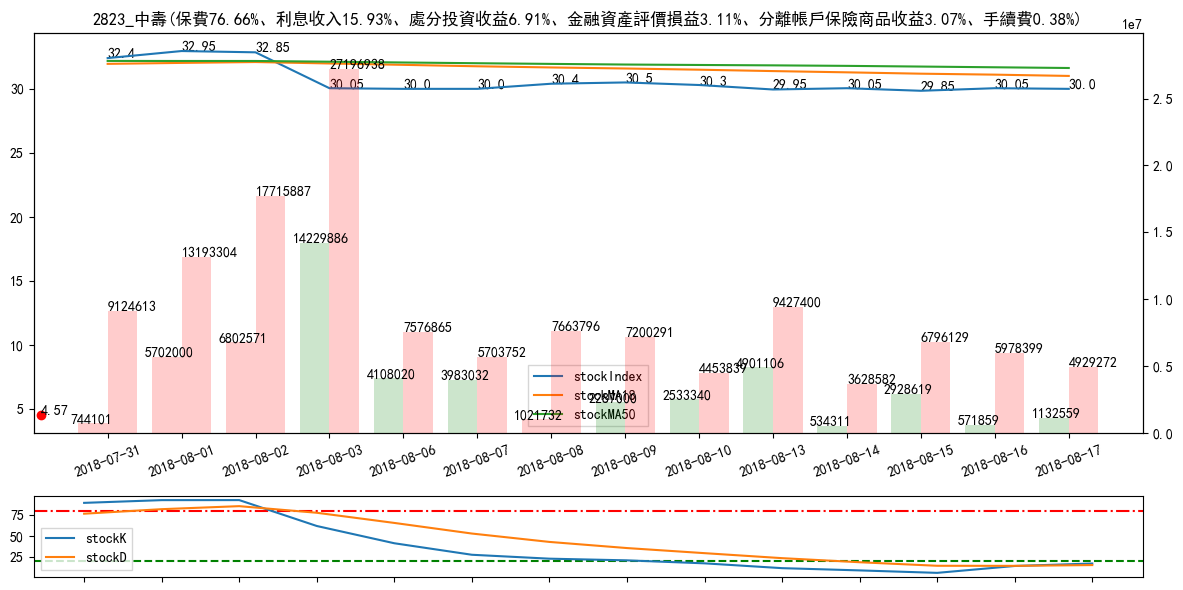 2823_中壽(保費76.66%、利息收入15.93%、處分投資收益6.91%、金融資產評價損益3.11%、分離帳戶保險商品收益3.07%、手續費0.38%)
1e7
32.4 32.95 32.85 30.05 30.0 30.0 30.4 30.5 30.3 29.95 30.05 29.85 30.05 30.0
27196938
17715887
14229886
13193304
9124613
9427400
7576865 7663796 7200291
6802571 6796129
5702000 5703752 5978399
4108020 3983032 4453839 4901106 4929272
744101 1021732 2287000 2533340 534311 3628582 2928619 571859 1132559
4.57
30
25
20
15
10
5
2.5
2.0
1.5
1.0
0.5
0.0
stockIndex
stockMA18
stockMA50
2018-07-31 2018-08-01 2018-08-02 2018-08-03 2018-08-06 2018-08-07 2018-08-08 2018-08-09 2018-08-10 2018-08-13 2018-08-14 2018-08-15 2018-08-16 2018-08-17
75
50
25
stockK
stockD